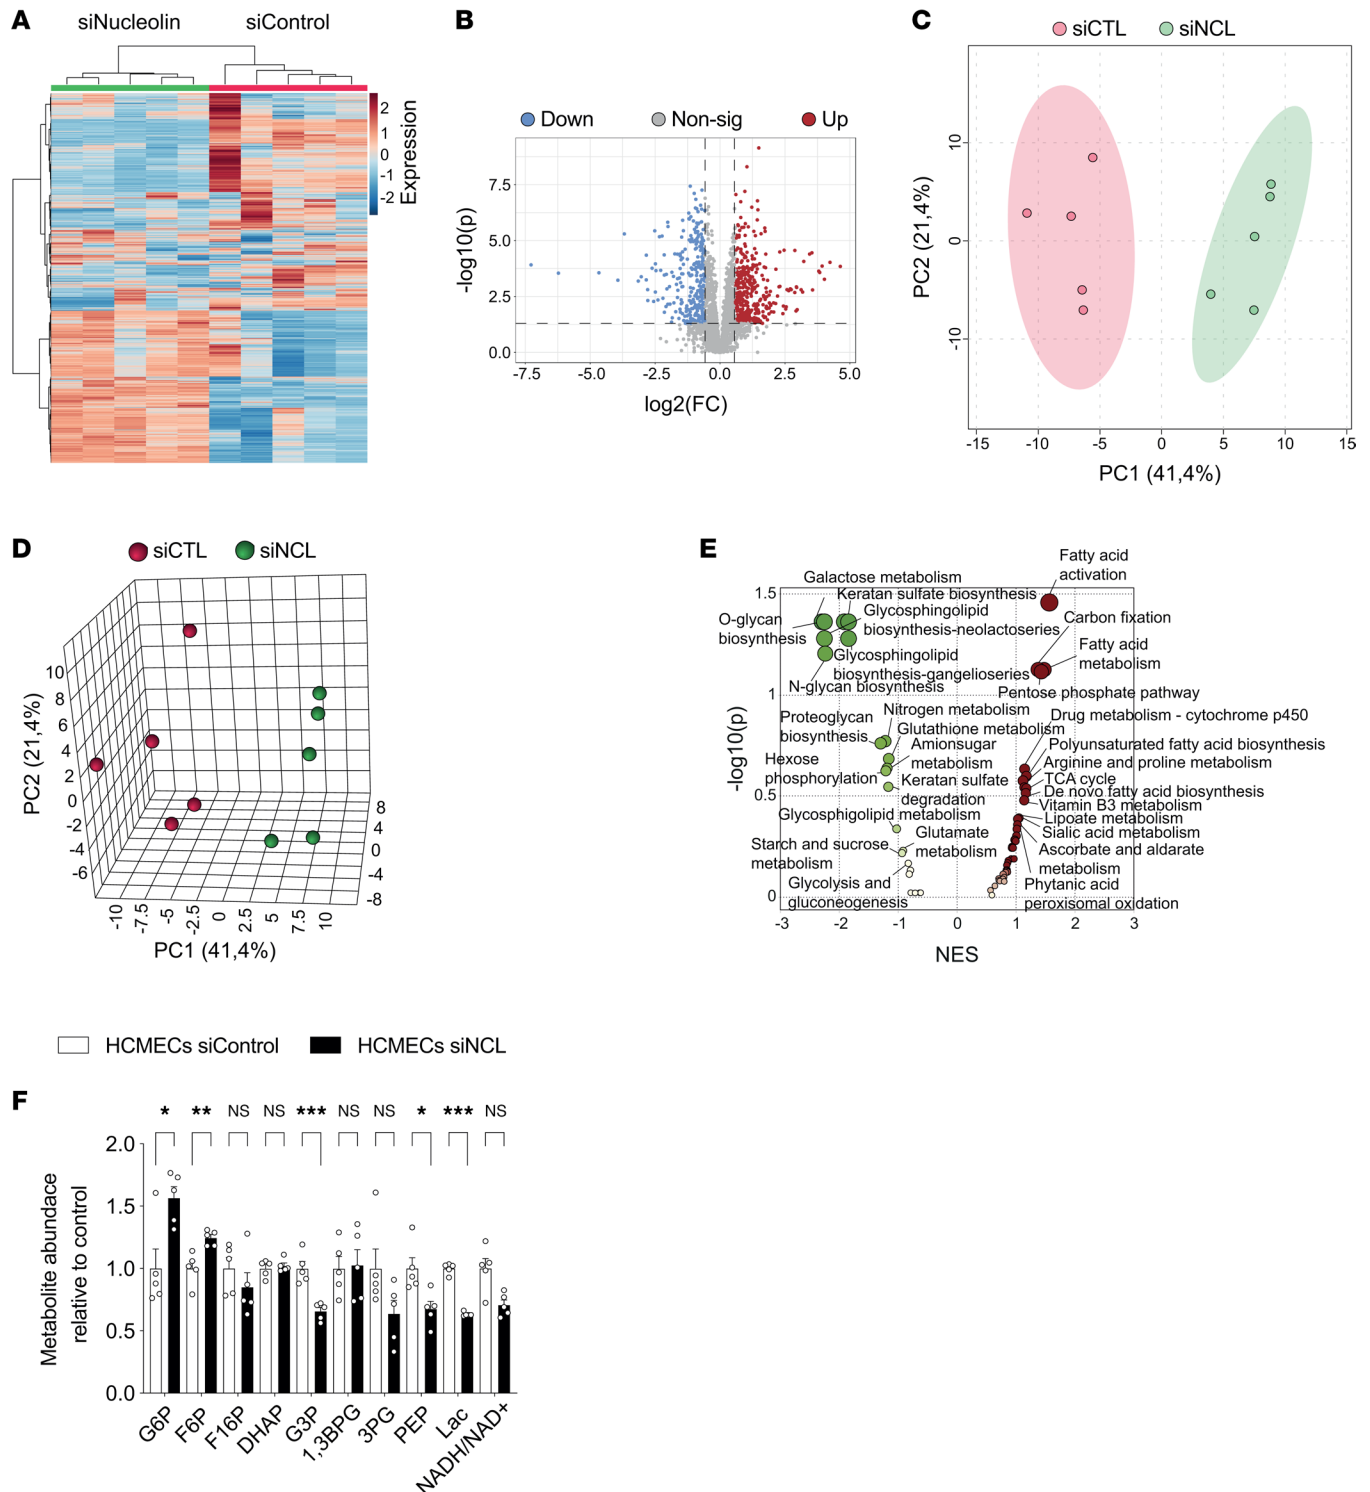 A
siNucleolin
siControl
2
1
0
-1
-2
Expression
B
Down
Non-sig
Up
-log10(p)
7.5
5.0
2.5
0.0
-7.5
-5.0
-2.5
0.0
2.5
5.0
log2(FC)
C
siCTL
siNCL
PC2 (21,4%)
10
0
-10
-15
-10
-5
0
5
10
15
PC1 (41,4%)
D
siCTL
siNCL
PC2 (21,4%)
10
8
6
4
2
0
-2
-4
-6
8
4
0
-4
-8
-10
-7.5
-5
-2.5
0
2.5
5
7.5
10
PC1 (41,4%)
E
Fatty acid
activation
Galactose metabolism
Keratan sulfate biosynthesis
O-glycan
biosynthesis
Glycosphingolipid
biosynthesis-neolactoseries
Carbon fixation
Glycosphingolipid
biosynthesis-gangelioseries
Fatty acid
metabolism
N-glycan biosynthesis
Pentose phosphate pathway
Proteoglycan
biosynthesis
Nitrogen metabolism
Glutathione metabolism
Drug metabolism - cytochrome p450
Amionsugar
metabolism
Polyunsaturated fatty acid biosynthesis
Hexose
phosphorylation
Arginine and proline metabolism
Keratan sulfate
degradation
TCA cycle
De novo fatty acid biosynthesis
Vitamin B3 metabolism
Glycosphigolipid metabolism
Lipoate metabolism
Glutamate
metabolism
Sialic acid metabolism
Starch and sucrose
metabolism
Ascorbate and aldarate
metabolism
Glycolysis and
gluconeogenesis
Phytanic acid
peroxisomal oxidation
-log10(p)
1.5
1
0.5
0
-3
-2
-1
0
1
2
3
NES
HCMECs siControl
HCMECs siNCL
F
* ** NS NS *** NS NS * *** NS
Metabolite abundace
relative to control
2.0
1.5
1.0
0.5
0.0
G6P
F6P
F16P
DHAP
G3P
1,3BPG
3PG
PEP
Lac
NADH/NAD+